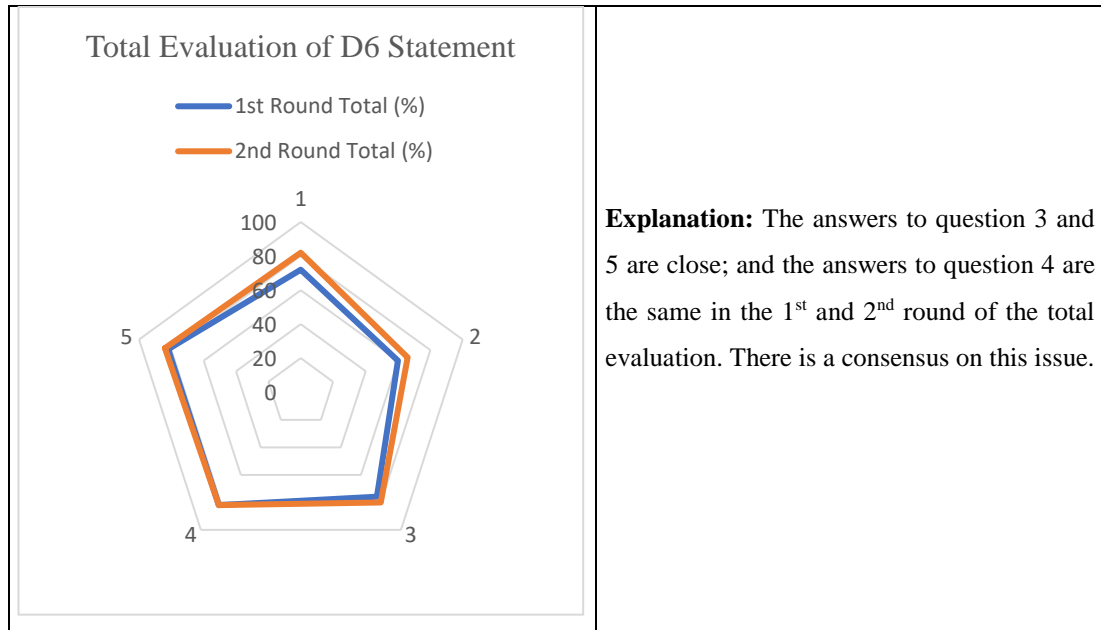 Total Evaluation of D6 Statement
1st Round Total (%)
2nd Round Total (%)
1
100
80
60
40
20
0
2
3
4
5
Explanation: The answers to question 3 and
5 are close; and the answers to question 4 are
the same in the 1st and 2nd round of the total
evaluation. There is a consensus on this issue.